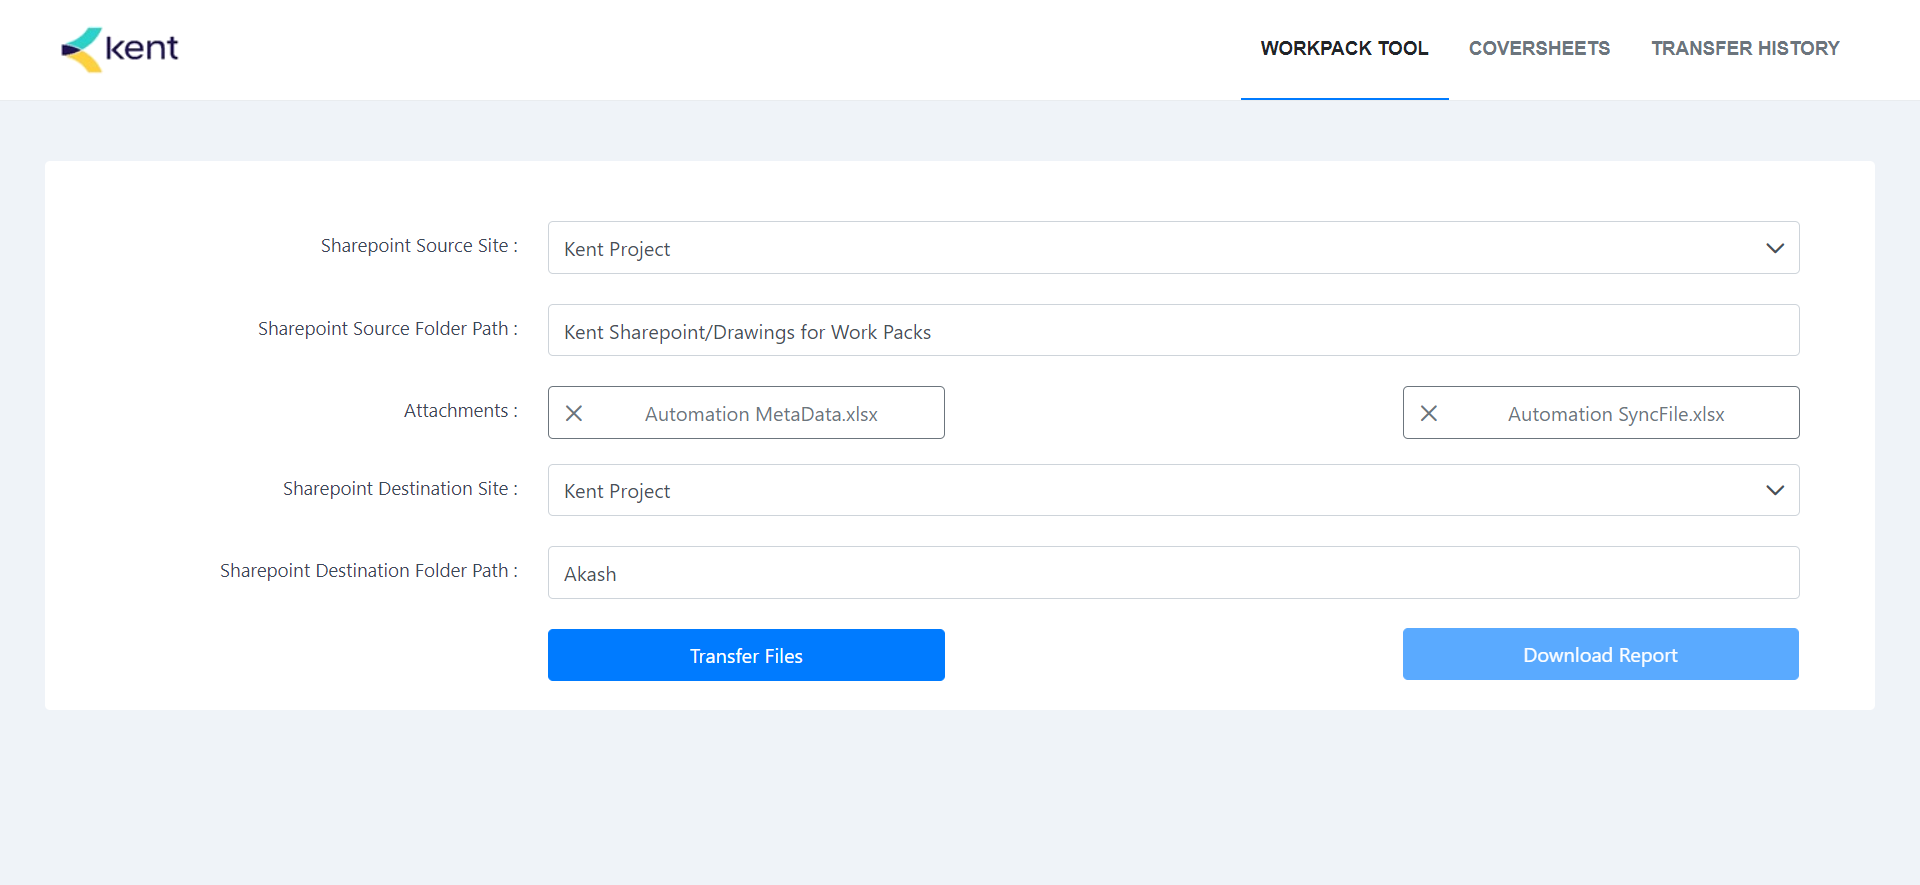 kent
WORKPACK TOOL COVERSHEETS TRANSFER HISTORY
Sharepoint Source Site : Kent Project
Sharepoint Source Folder Path : Kent Sharepoint/Drawings for Work Packs
Attachments : Automation MetaData.xlsx Automation SyncFile.xlsx
Sharepoint Destination Site : Kent Project
Sharepoint Destination Folder Path : Akash
Transfer Files Download Report